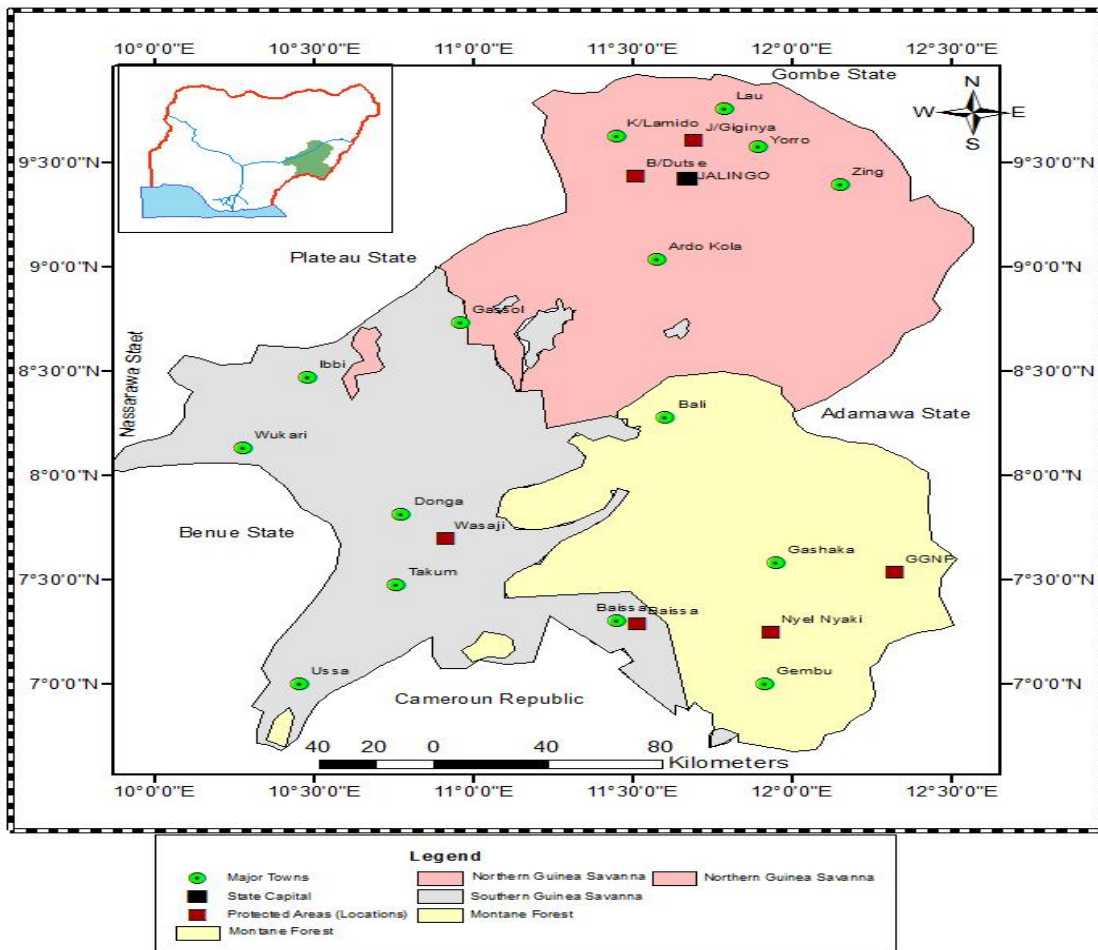 10°0'0"E 10°30'0"E 11°0'0"E 11°30'0"E 12°0'0"E 12°30'0"E
Gombe State
N
W E
S
Lau
K/Lamido J/Giginya
Yorro
9°30'0"N 9°30'0"N
B/Dutse
JALINGO
Zing
Ardo Kola
Plateau State
9°0'0"N 9°0'0"N
Gassol
Nassarawa Staet
Ibbi
8°30'0"N 8°30'0"N
Bali
Adamawa State
Wukari
8°0'0"N 8°0'0"N
Donga
Benue State
Wasaji
Gashaka
GGNP
7°30'0"N 7°30'0"N
Takum
Baissa Baissa
Nyel Nyaki
Ussa
7°0'0"N 7°0'0"N
Gembu
Cameroun Republic
40 20 0 40 80
Kilometers
10°0'0"E 10°30'0"E 11°0'0"E 11°30'0"E 12°0'0"E 12°30'0"E
Legend
Major Towns Northern Guinea Savanna Northern Guinea Savanna
State Capital Southern Guinea Savanna
Protected Areas (Locations) Montane Forest
Montane Forest